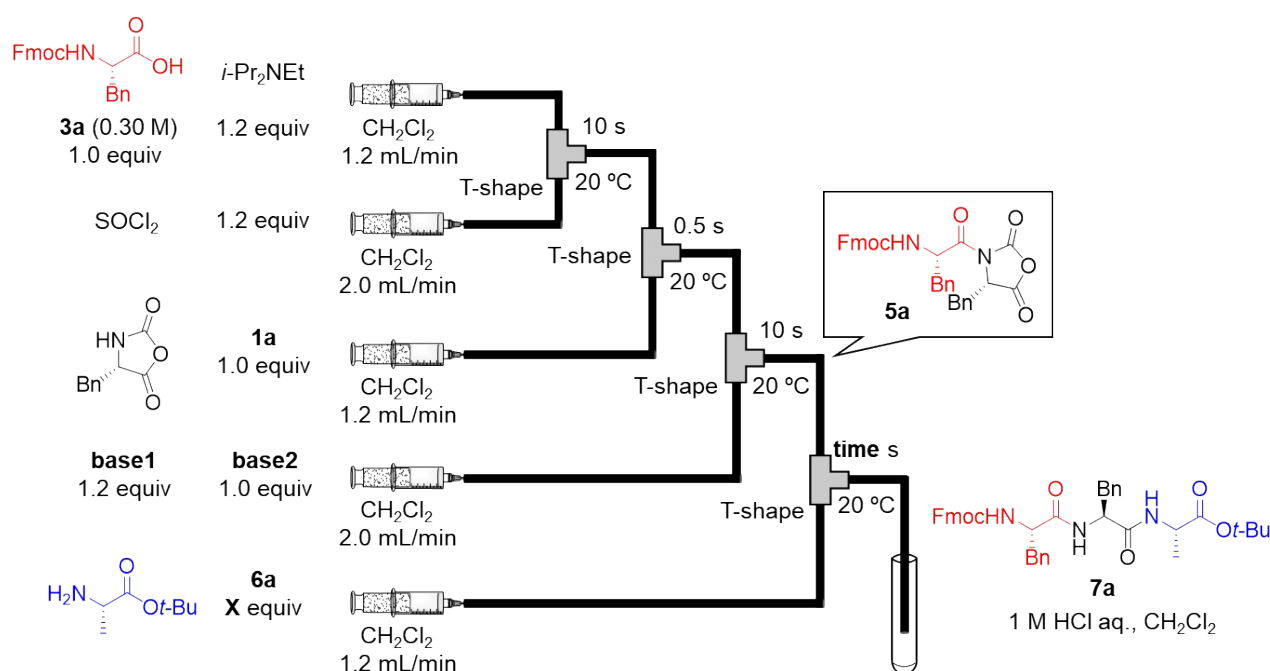 FmocHN
O
OH
Bn
3a (0.30 M)
1.0 equiv
i-Pr2NEt
1.2 equiv
CH2Cl2
1.2 mL/min
T-shape
10 s
20 ºC
SOCl2
1.2 equiv
CH2Cl2
2.0 mL/min
T-shape
0.5 s
20 ºC
O
HN
O
Bn
O
1a
1.0 equiv
CH2Cl2
1.2 mL/min
T-shape
10 s
20 ºC
FmocHN
O
O
N
O
Bn
Bn
O
5a
base1
1.2 equiv
base2
1.0 equiv
CH2Cl2
2.0 mL/min
T-shape
time s
20 ºC
H2N
O
Ot-Bu
6a
X equiv
CH2Cl2
1.2 mL/min
FmocHN
O
Bn
N
H
Bn
O
H
N
O
Ot-Bu
7a
1 M HCl aq., CH2Cl2